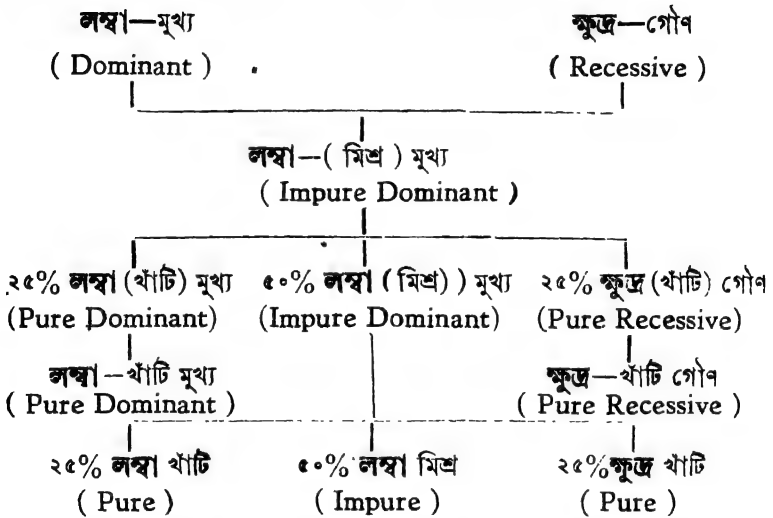 লম্বা—মুখ্য ক্ষুদ্র—গৌণ
( Dominant ) ( Recessive )
লম্বা—( মিশ্র ) মুখ্য
( Impure Dominant )
২৫% লম্বা (খাঁটি) মুখ্য ৫০% লম্বা ( মিশ্র) ) মুখ্য ২৫% ক্ষুদ্র (খাঁটি) গৌণ
(Pure Dominant) (Impure Dominant) (Pure Recessive)
লম্বা—খাঁটি মুখ্য ক্ষুদ্র—খাঁটি গৌণ
( Pure Dominant ) ( Pure Recessive )
২৫% লম্বা খাঁটি ৫০% লম্বা মিশ্র ২৫% ক্ষুদ্র খাঁটি
( Pure ) ( Impure ) ( Pure )